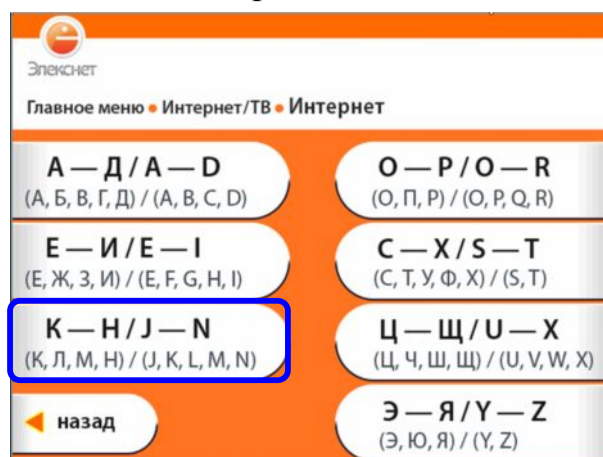 Элекснет
Главное меню • Интернет/ТВ • Интернет
А — Д / A — D
(А, Б, В, Г, Д) / (A, B, C, D)
Е — И / E — I
(Е, Ж, З, И) / (E, F, G, H, I)
К — Н / J — N
(К, Л, М, Н) / (J, K, L, M, N)
назад
О — Р / O — R
(О, П, Р) / (O, P, Q, R)
С — Х / S — T
(С, Т, У, Ф, Х) / (S, T)
Ц — Щ / U — X
(Ц, Ч, Ш, Щ) / (U, V, W, X)
Э — Я / Y — Z
(Э, Ю, Я) / (Y, Z)